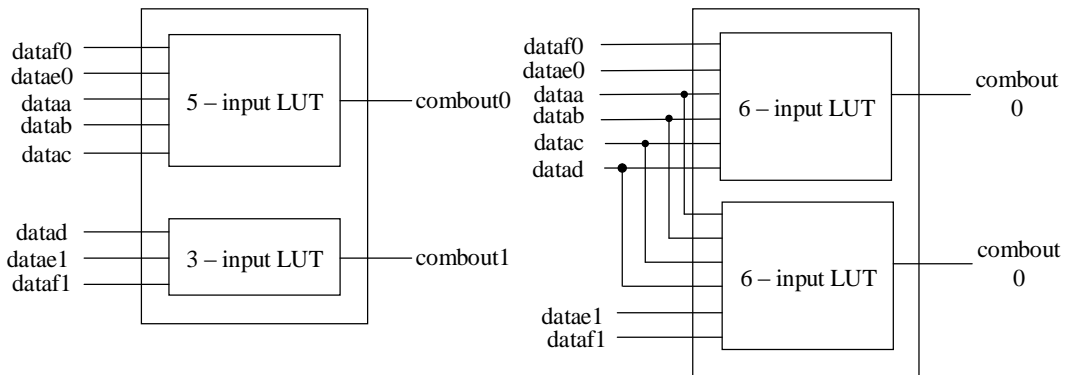 dataf0
datae0
dataa
datab
datac
5 – input LUT
combout0
datad
datae1
dataf1
3 – input LUT
combout1
dataf0
datae0
dataa
datab
datac
datad
6 – input LUT
combout
0
6 – input LUT
combout
0
datae1
dataf1